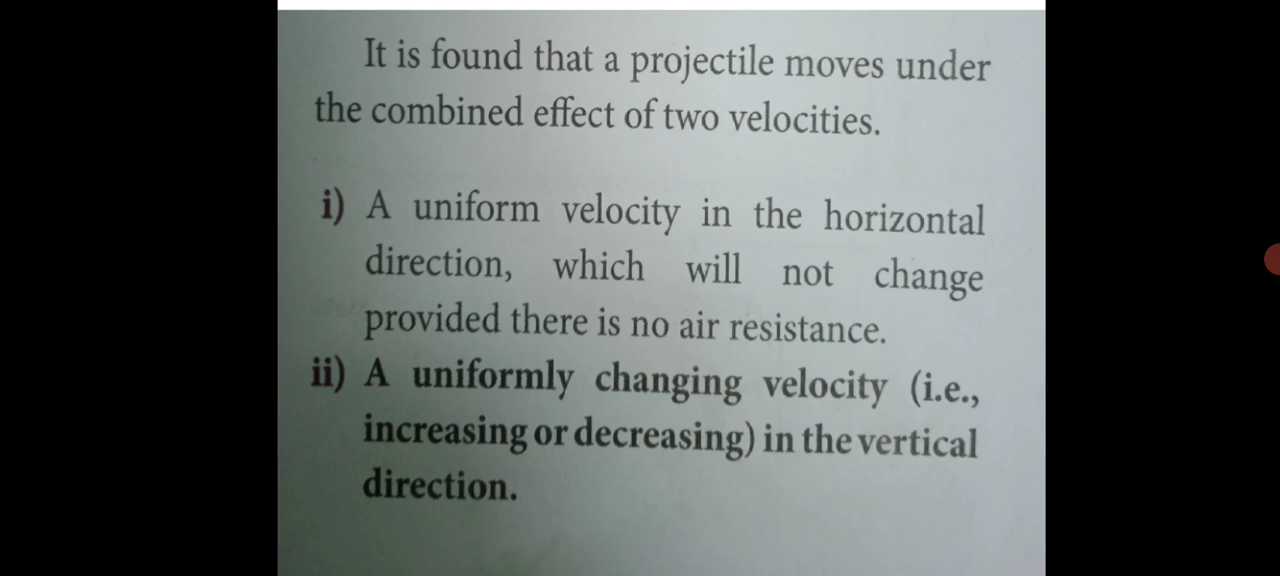 It is found that a projectile moves under
the combined effect of two velocities.
i) A uniform velocity in the horizontal
direction, which will not change
provided there is no air resistance.
ii) A uniformly changing velocity (i.e.,
increasing or decreasing) in the vertical
direction.